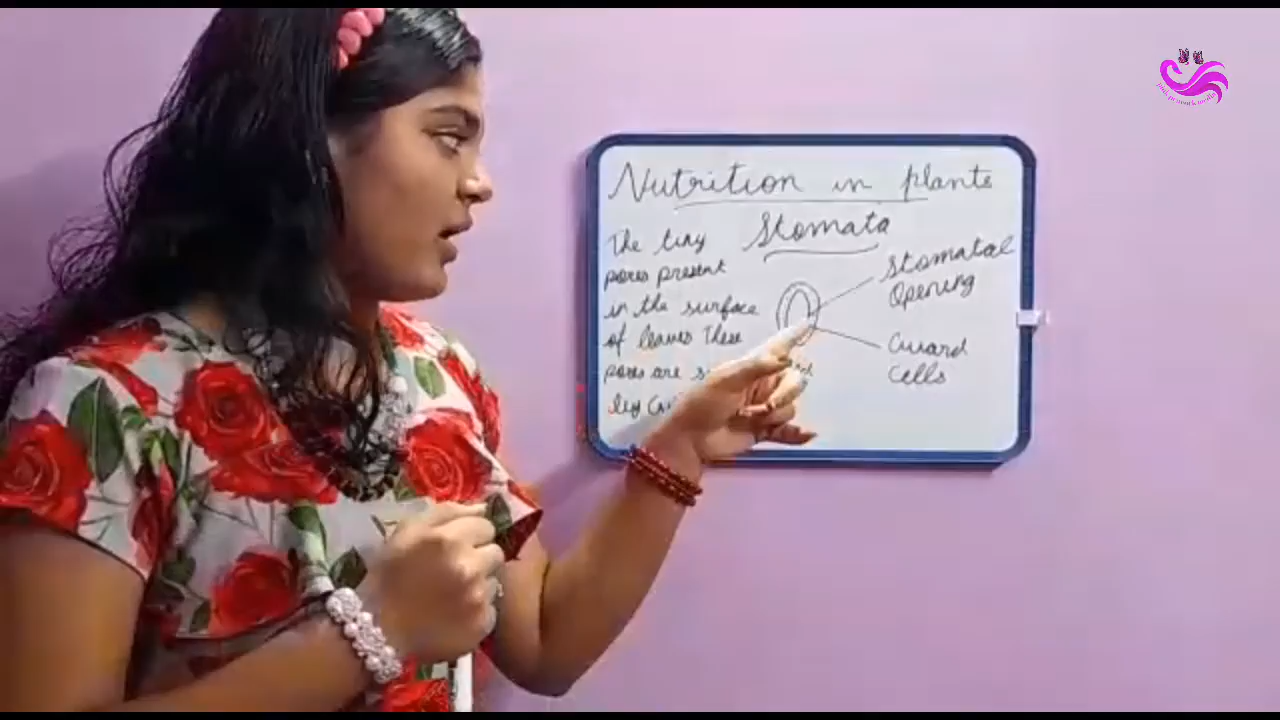 Nutrition in plants
Stomata
The tiny
pores present
in the surface
of leaves These
pores are
Stomatal
Opening
Guard
Cells